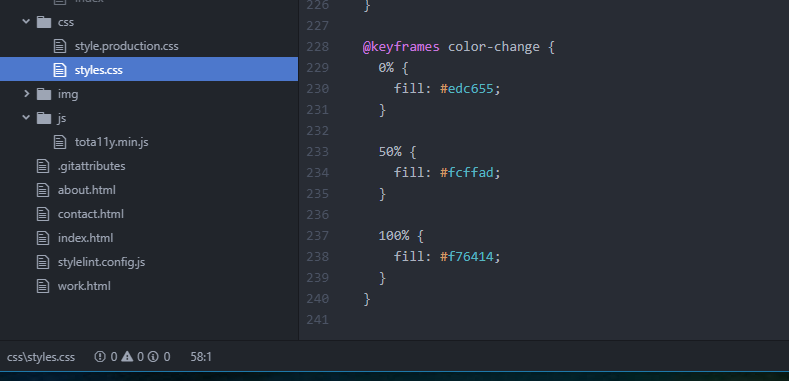 index
css
style.production.css
styles.css
img
js
tota11y.min.js
.gitattributes
about.html
contact.html
index.html
stylelint.config.js
work.html
226 }
227
228 @keyframes color-change {
229 0% {
230 fill: #edc655;
231 }
232
233 50% {
234 fill: #fcffad;
235 }
236
237 100% {
238 fill: #f76414;
239 }
240 }
241
css\styles.css 0 0 0 58:1